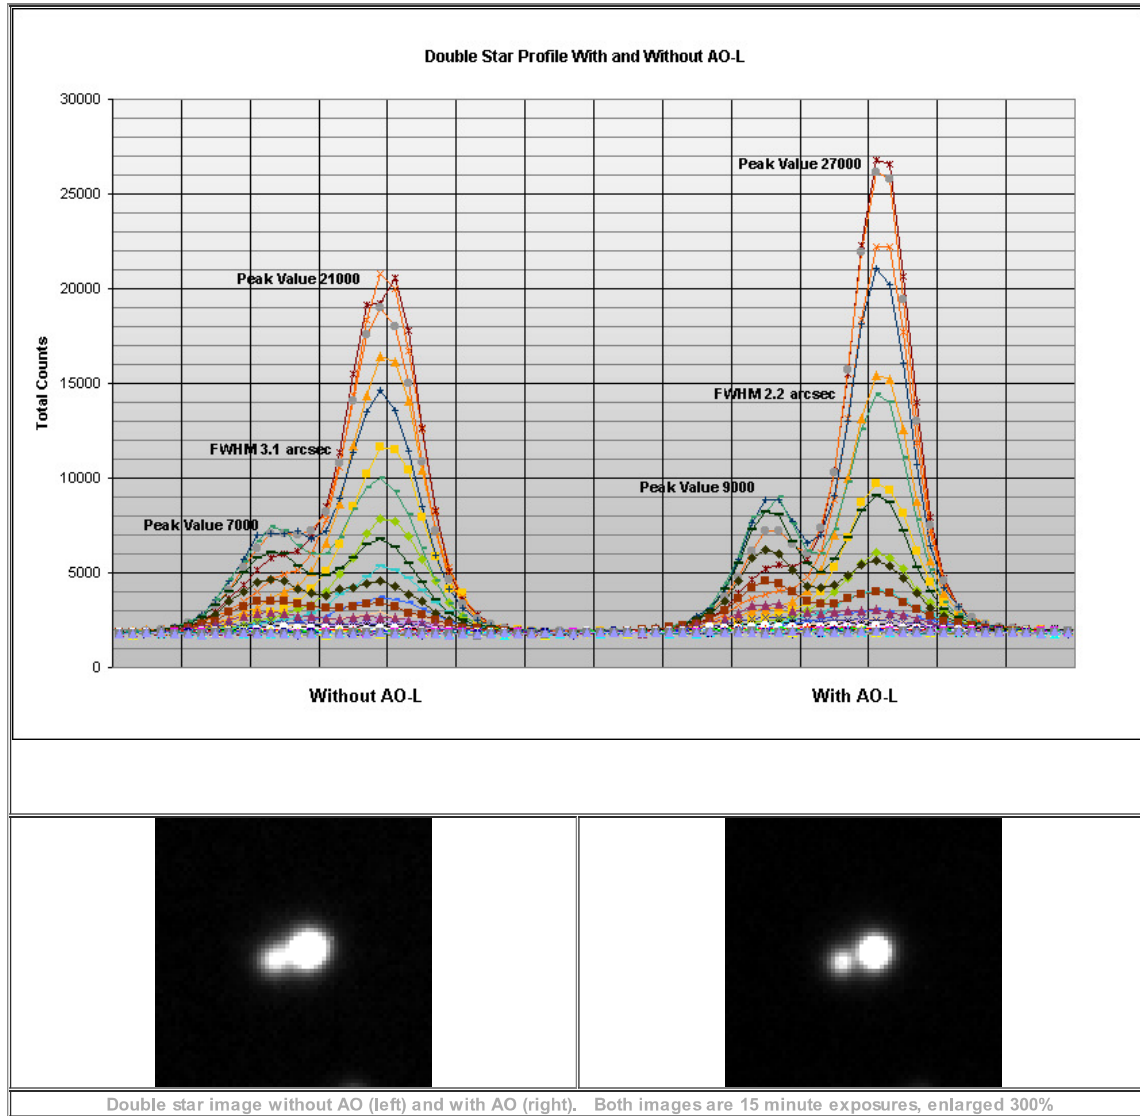 Double Star Profile With and Without AO-L
30000
25000
20000
15000
10000
5000
0
Total Counts
Peak Value 27000
Peak Value 21000
FWHM 2.2 arcsec
FWHM 3.1 arcsec
Peak Value 9000
Peak Value 7000
Without AO-L
With AO-L
Double star image without AO (left) and with AO (right). Both images are 15 minute exposures, enlarged 300%